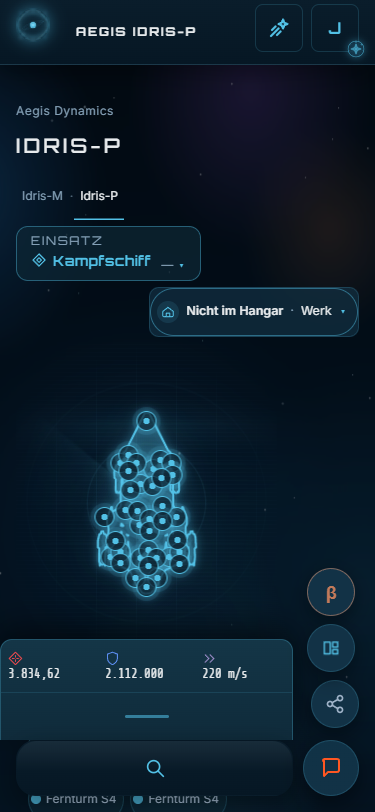 AEGIS IDRIS-P
Aegis Dynamics
IDRIS-P
Idris-M · Idris-P
EINSATZ
Kampfschiff —
Nicht im Hangar · Werk
β
3.834,62 2.112.000 220 m/s
Fernturm S4 Fernturm S4